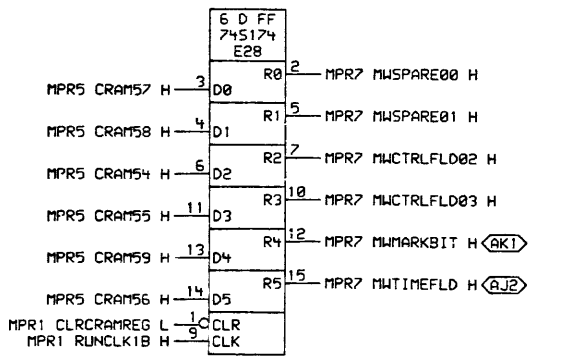 6 D FF
74S174
E28
R0 2 MPR7 MWSPARE00 H
MPR5 CRAM57 H 3 D0
R1 5 MPR7 MWSPARE01 H
MPR5 CRAM58 H 4 D1
R2 7 MPR7 MWCTRLFLD02 H
MPR5 CRAM54 H 6 D2
R3 10 MPR7 MWCTRLFLD03 H
MPR5 CRAM55 H 11 D3
R4 12 MPR7 MWMARKBIT H AK1
MPR5 CRAM59 H 13 D4
R5 15 MPR7 MWTIMEFLD H AJ2
MPR5 CRAM56 H 14 D5
MPR1 CLRCRAMREG L 1 CLR
MPR1 RUNCLK1B H 9 CLK